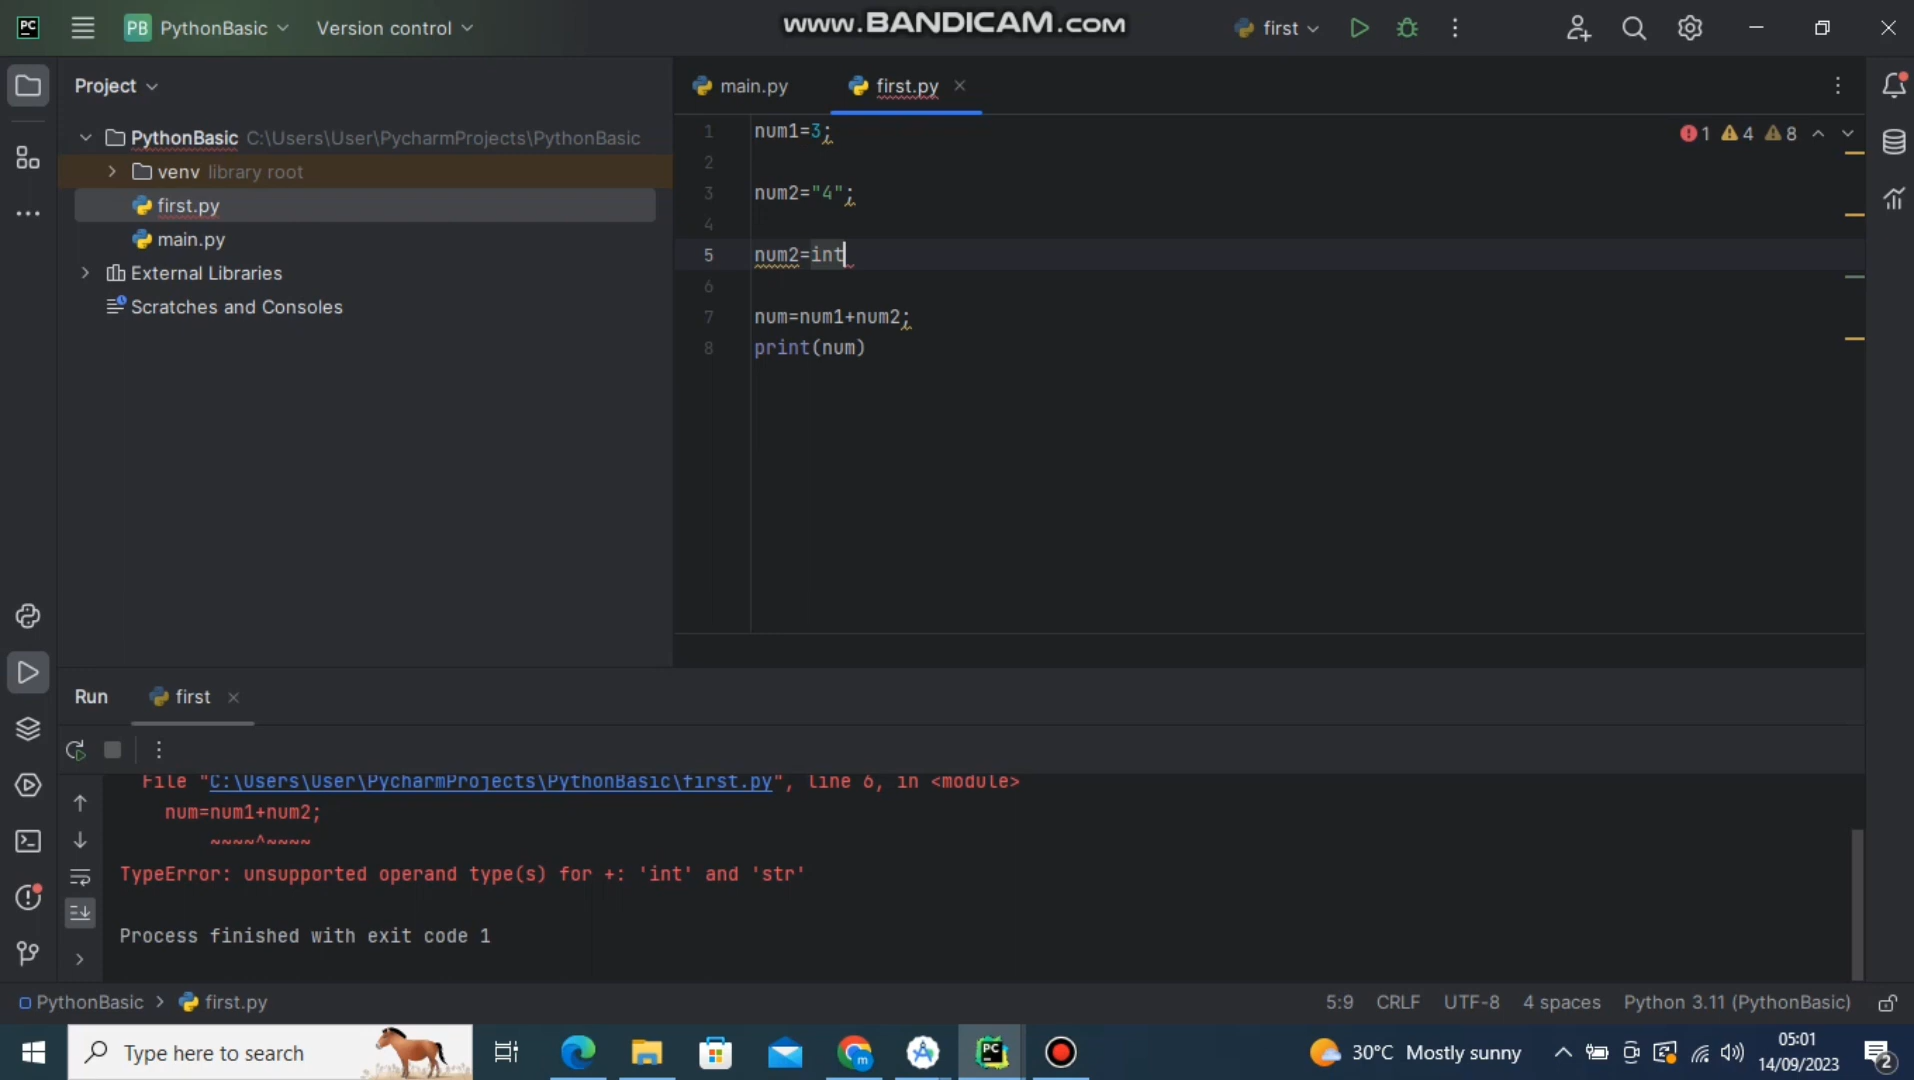 PC
PB PythonBasic
Version control
www.BANDICAM.com
first
Project
main.py
first.py
PythonBasic C:\Users\User\PycharmProjects\PythonBasic
venv library root
first.py
main.py
External Libraries
Scratches and Consoles
1 num1=3;
2
3 num2="4";
4
5 num2=int
6
7 num=num1+num2;
8 print(num)
1 4 8
Run
first
File "C:\Users\User\PycharmProjects\PythonBasic\first.py", line 6, in <module>
num=num1+num2;
~~~~^~~~~
TypeError: unsupported operand type(s) for +: 'int' and 'str'
Process finished with exit code 1
PythonBasic > first.py
5:9 CRLF UTF-8 4 spaces Python 3.11 (PythonBasic)
Type here to search
PC
30°C Mostly sunny
05:01
14/09/2023
2